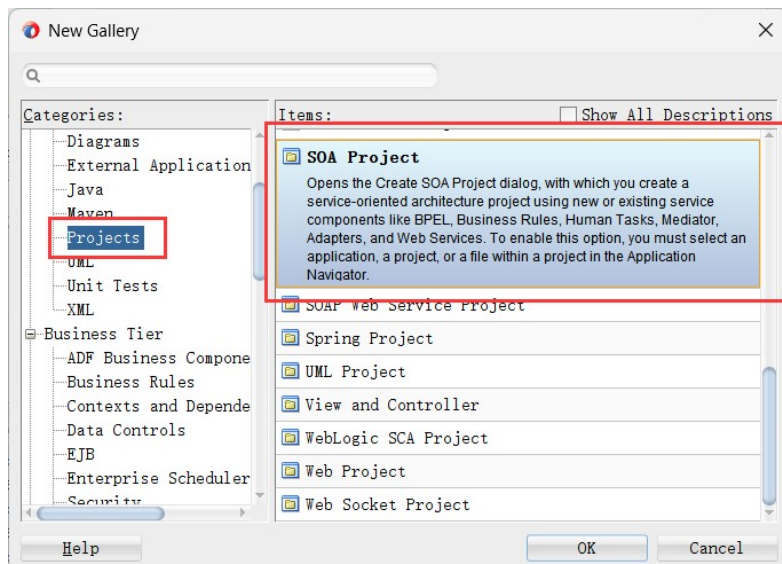 New Gallery
Categories:
Diagrams
External Application
Java
Maven
Projects
UML
Unit Tests
XML
Business Tier
ADF Business Compone
Business Rules
Contexts and Depende
Data Controls
EJB
Enterprise Scheduler
Security
Items:
Show All Descriptions
SOA Project
Opens the Create SOA Project dialog, with which you create a
service-oriented architecture project using new or existing service
components like BPEL, Business Rules, Human Tasks, Mediator,
Adapters, and Web Services. To enable this option, you must select an
application, a project, or a file within a project in the Application
Navigator.
SOAP Web Service Project
Spring Project
UML Project
View and Controller
WebLogic SCA Project
Web Project
Web Socket Project
Help
OK
Cancel